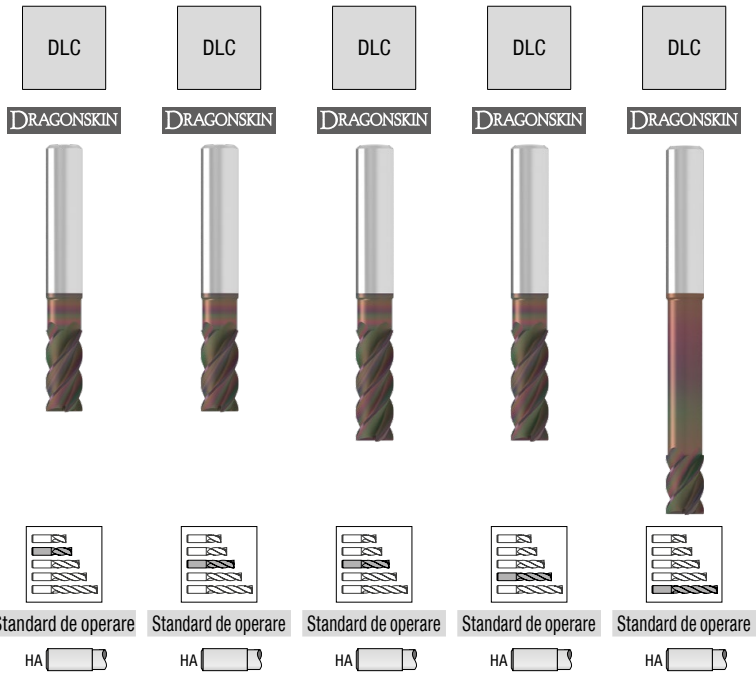 DLC DLC DLC DLC DLC
DRAGONSKIN DRAGONSKIN DRAGONSKIN DRAGONSKIN DRAGONSKIN
Standard de operare Standard de operare Standard de operare Standard de operare Standard de operare
HA HA HA HA HA